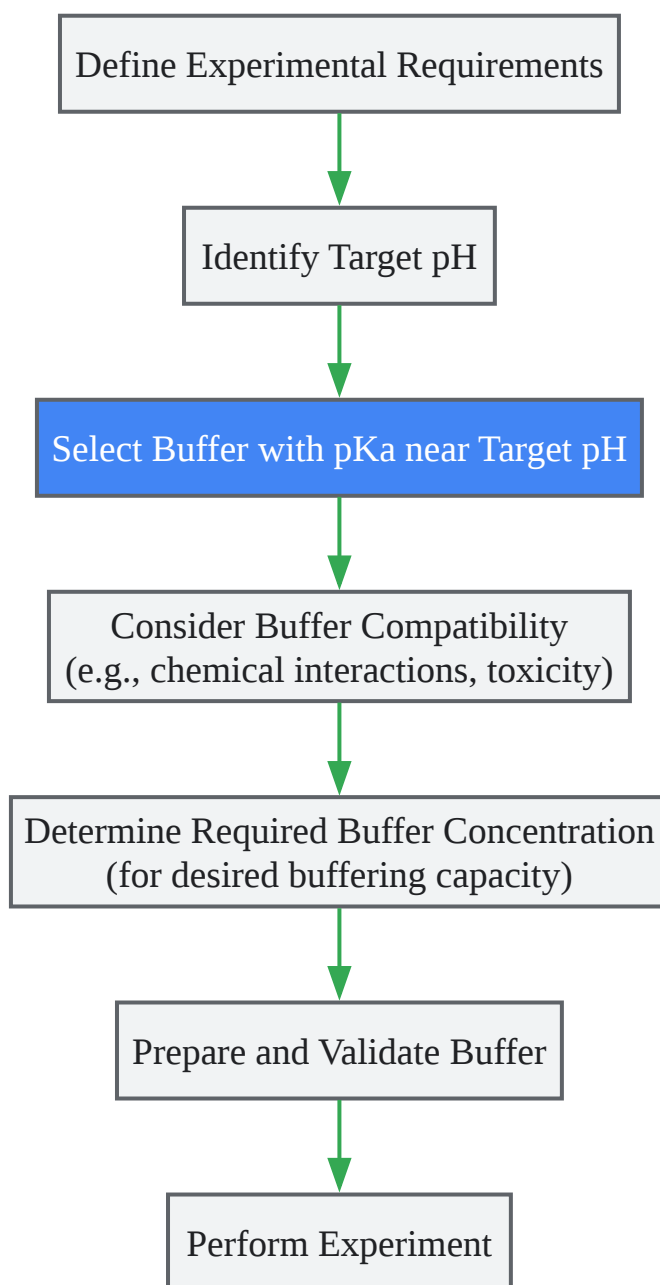 Define Experimental Requirements
Identify Target pH
Select Buffer with pKa near Target pH
Consider Buffer Compatibility
(e.g., chemical interactions, toxicity)
Determine Required Buffer Concentration
(for desired buffering capacity)
Prepare and Validate Buffer
Perform Experiment